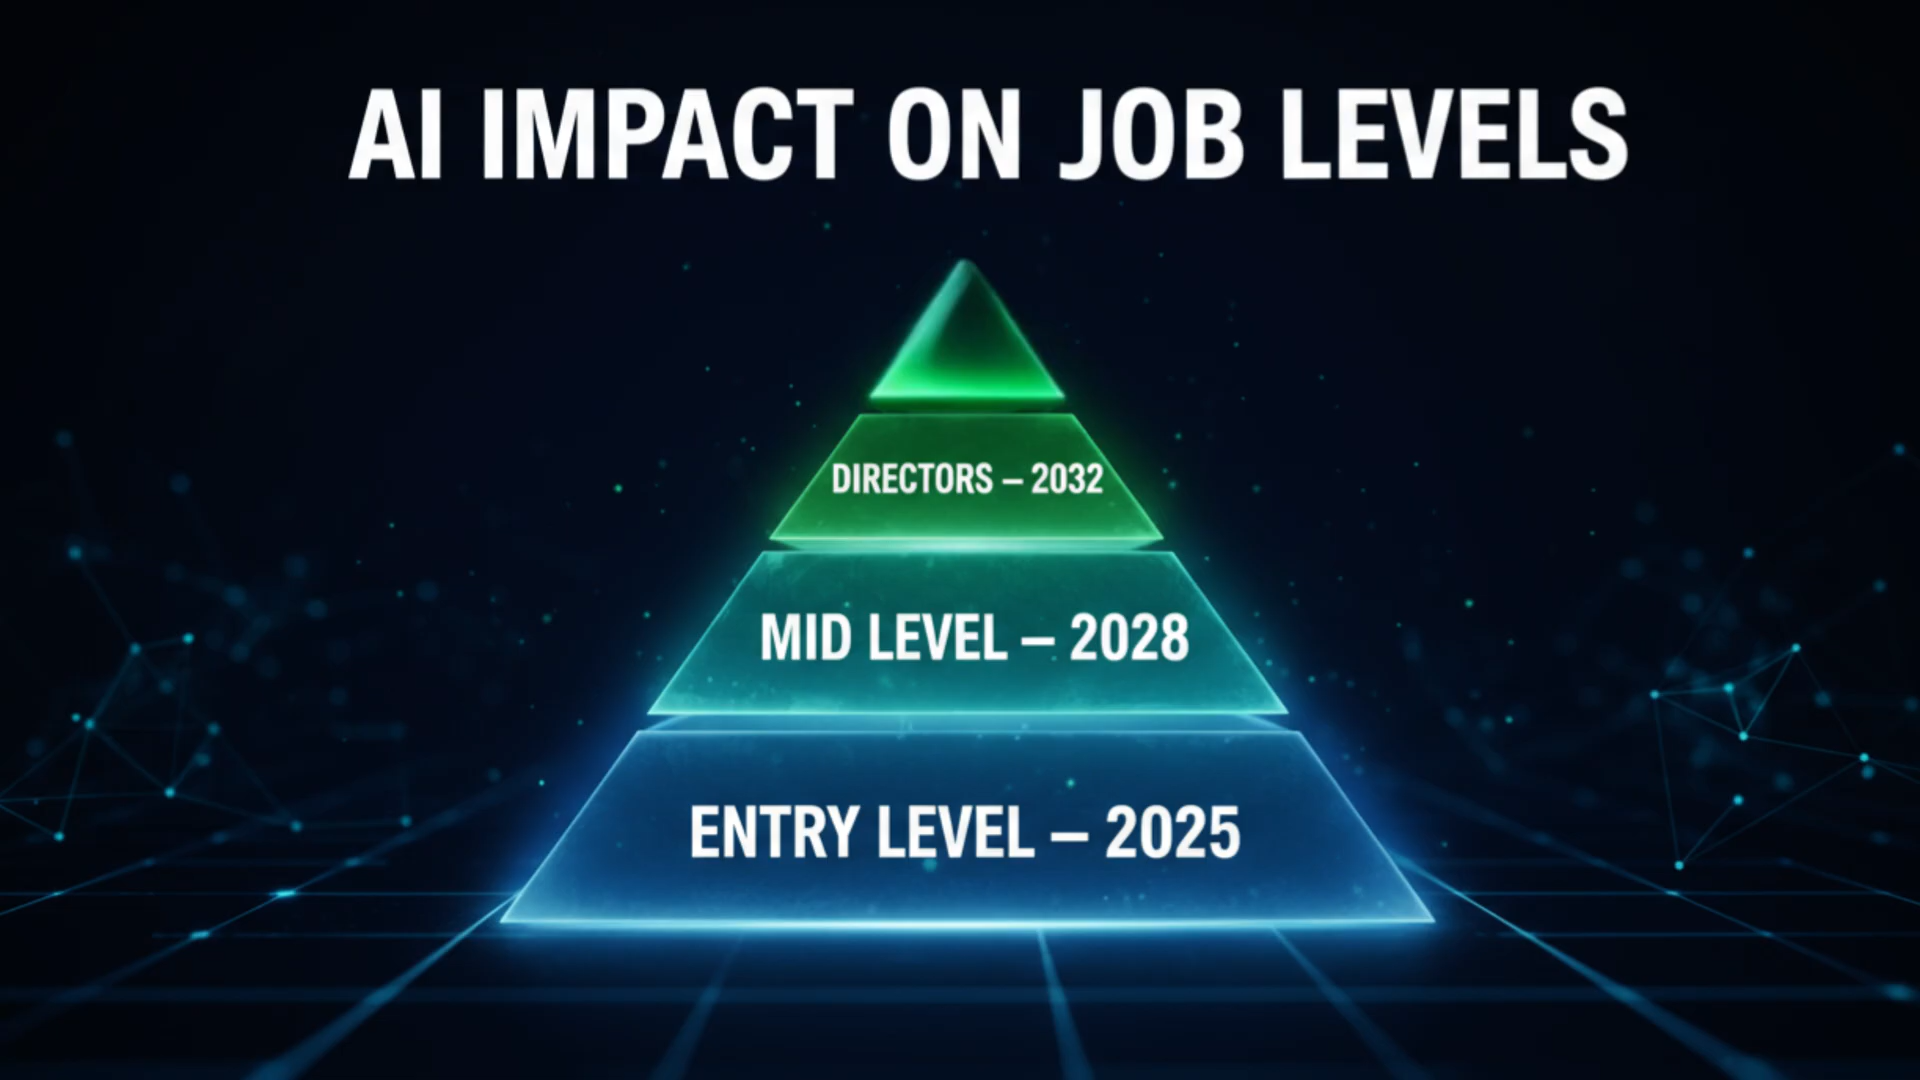 AI IMPACT ON JOB LEVELS
DIRECTORS – 2032
MID LEVEL – 2028
ENTRY LEVEL – 2025